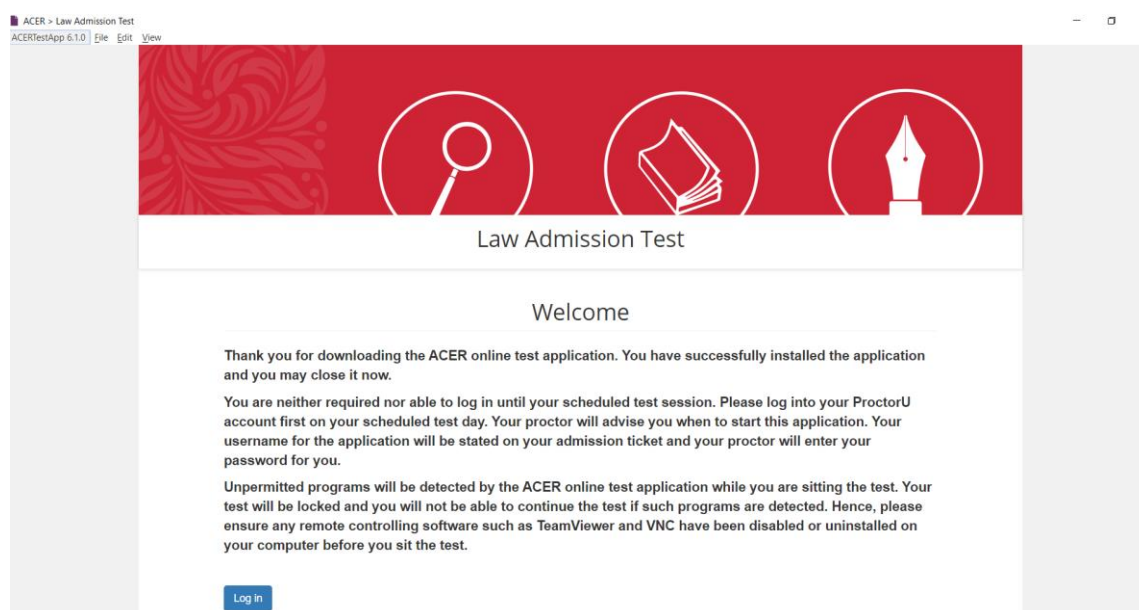 ACER > Law Admission Test
ACERTestApp 6.1.0 File Edit View
Law Admission Test
Welcome
Thank you for downloading the ACER online test application. You have successfully installed the application
and you may close it now.
You are neither required nor able to log in until your scheduled test session. Please log into your ProctorU
account first on your scheduled test day. Your proctor will advise you when to start this application. Your
username for the application will be stated on your admission ticket and your proctor will enter your
password for you.
Unpermitted programs will be detected by the ACER online test application while you are sitting the test. Your
test will be locked and you will not be able to continue the test if such programs are detected. Hence, please
ensure any remote controlling software such as TeamViewer and VNC have been disabled or uninstalled on
your computer before you sit the test.
Log in